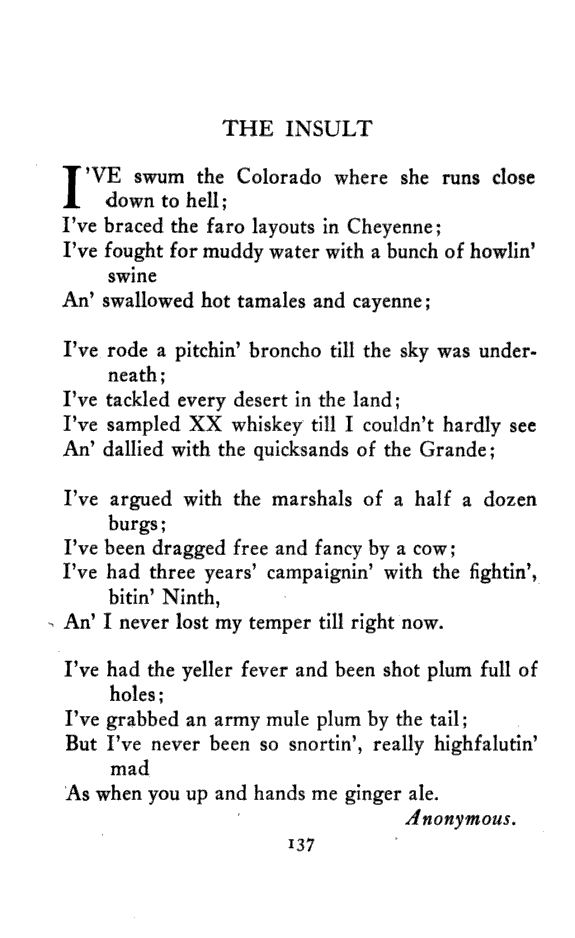 THE INSULT
I'VE swum the Colorado where she runs close
down to hell;
I've braced the faro layouts in Cheyenne;
I've fought for muddy water with a bunch of howlin'
swine
An' swallowed hot tamales and cayenne;
I've rode a pitchin' broncho till the sky was under-
neath;
I've tackled every desert in the land;
I've sampled XX whiskey till I couldn't hardly see
An' dallied with the quicksands of the Grande;
I've argued with the marshals of a half a dozen
burgs;
I've been dragged free and fancy by a cow;
I've had three years' campaignin' with the fightin',
bitin' Ninth,
An' I never lost my temper till right now.
I've had the yeller fever and been shot plum full of
holes;
I've grabbed an army mule plum by the tail;
But I've never been so snortin', really highfalutin'
mad
As when you up and hands me ginger ale.
Anonymous.
137